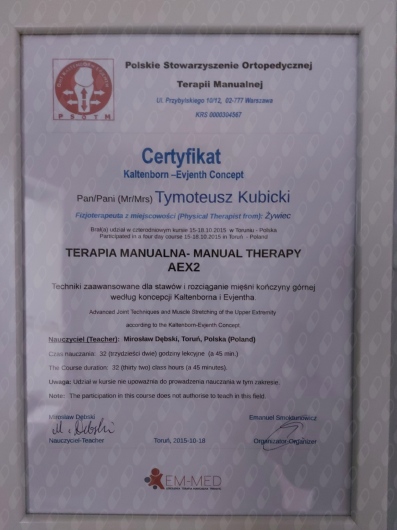 Polskie Stowarzyszenie Ortopedycznej
Terapii Manualnej
Ul. Przybylskiego 10/12, 02-777 Warszawa
KRS 0000304567
P S O T M
Certyfikat
Kaltenborn –Evjenth Concept
Pan/Pani (Mr/Mrs) Tymoteusz Kubicki
Fizjoterapeuta z miejscowości (Physical Therapist from): Żywiec
Brał(a) udział w czterodniowym kursie 15-18.10.2015 w Toruniu - Polska
Participated in a four day course 15-18.10.2015 in Toruń - Poland
TERAPIA MANUALNA- MANUAL THERAPY
AEX2
Techniki zaawansowane dla stawów i rozciąganie mięśni kończyny górnej
według koncepcji Kaltenborna i Evjentha.
Advanced Joint Techniques and Muscle Stretching of the Upper Extremity
according to the Kaltenborn-Evjenth Concept.
Nauczyciel (Teacher): Mirosław Dębski, Toruń, Polska (Poland)
Czas nauczania: 32 (trzydzieści dwie) godziny lekcyjne (a 45 min.)
The Course duration: 32 (thirty two) class hours (a 45 minutes)
Uwaga: Udział w kursie nie upoważnia do prowadzenia nauczania w tym zakresie.
Note: The participation in this course does not authorise to teach in this field.
Mirosław Dębski Emanuel
M. Dębski
Nauczyciel-Teacher Toruń, 2015-10-18 Organizator-Organizer
EM-MED